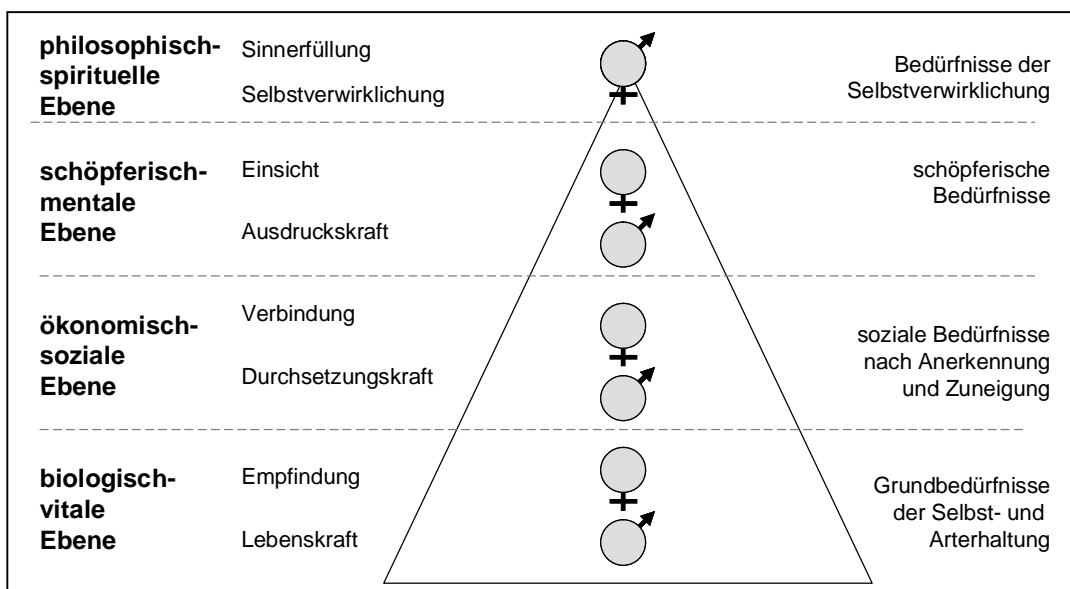 philosophisch-
spirituelle
Ebene
Sinnerfüllung
Selbstverwirklichung
Bedürfnisse der
Selbstverwirklichung
schöpferisch-
mentale
Ebene
Einsicht
Ausdruckskraft
schöpferische
Bedürfnisse
ökonomisch-
soziale
Ebene
Verbindung
Durchsetzungskraft
soziale Bedürfnisse
nach Anerkennung
und Zuneigung
biologisch-
vitale
Ebene
Empfindung
Lebenskraft
Grundbedürfnisse
der Selbst- und
Arterhaltung